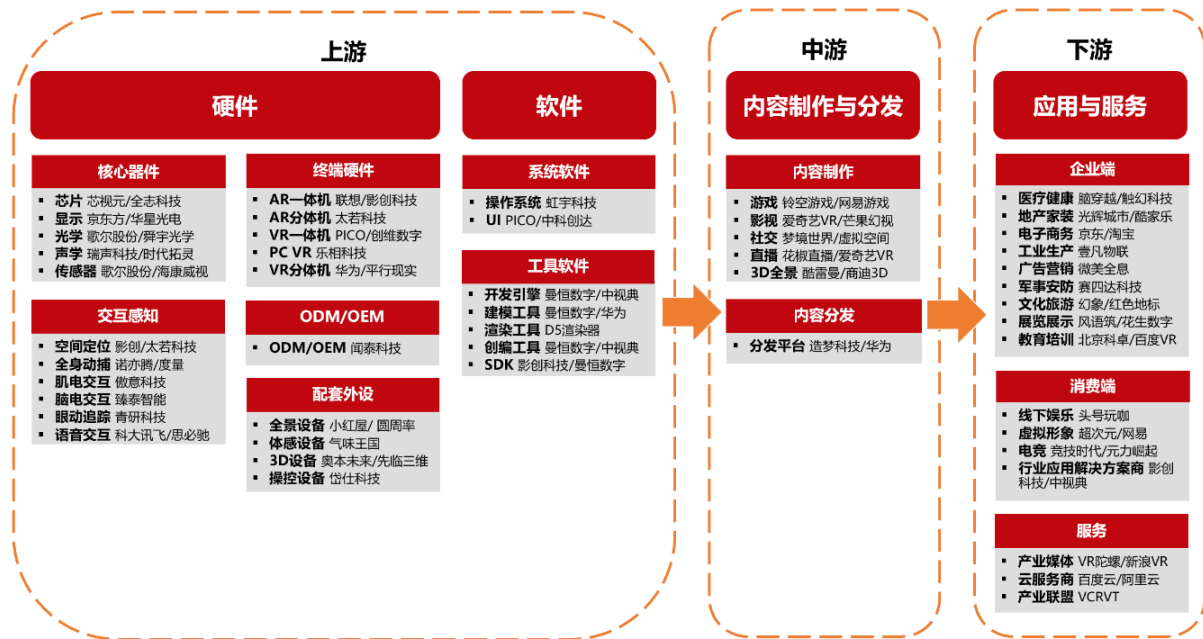 上游
硬件
核心器件
芯片 芯视元/全志科技
显示 京东方/华星光电
光学 歌尔股份/舜宇光学
声学 瑞声科技/时代拓灵
传感器 歌尔股份/海康威视
交互感知
空间定位 影创/太若科技
全身动捕 诺亦腾/度量
肌电交互 傲意科技
脑电交互 臻泰智能
眼动追踪 青研科技
语音交互 科大讯飞/思必驰
终端硬件
AR一体机 联想/影创科技
AR分体机 太若科技
VR一体机 PICO/创维数字
PC VR 乐相科技
VR分体机 华为/平行现实
ODM/OEM
ODM/OEM 闻泰科技
配套外设
全景设备 小红屋/ 圆周率
体感设备 气味王国
3D设备 奥本未来/先临三维
操控设备 岱仕科技
软件
系统软件
操作系统 虹宇科技
UI PICO/中科创达
工具软件
开发引擎 曼恒数字/中视典
建模工具 曼恒数字/华为
渲染工具 D5渲染器
创编工具 曼恒数字/中视典
SDK 影创科技/曼恒数字
中游
内容制作与分发
内容制作
游戏 铃空游戏/网易游戏
影视 爱奇艺VR/芒果幻视
社交 梦境世界/虚拟空间
直播 花椒直播/爱奇艺VR
3D全景 酷雷曼/商迪3D
内容分发
分发平台 造梦科技/华为
下游
应用与服务
企业端
医疗健康 脑穿越/触幻科技
地产家装 光辉城市/酷家乐
电子商务 京东/淘宝
工业生产 壹凡物联
广告营销 微美全息
军事安防 赛四达科技
文化旅游 幻象/红色地标
展览展示 风语筑/花生数字
教育培训 北京科卓/百度VR
消费端
线下娱乐 头号玩咖
虚拟形象 超次元/网易
电竞 竞技时代/元力崛起
行业应用解决方案商 影创
科技/中视典
服务
产业媒体 VR陀螺/新浪VR
云服务商 百度云/阿里云
产业联盟 VCRVT